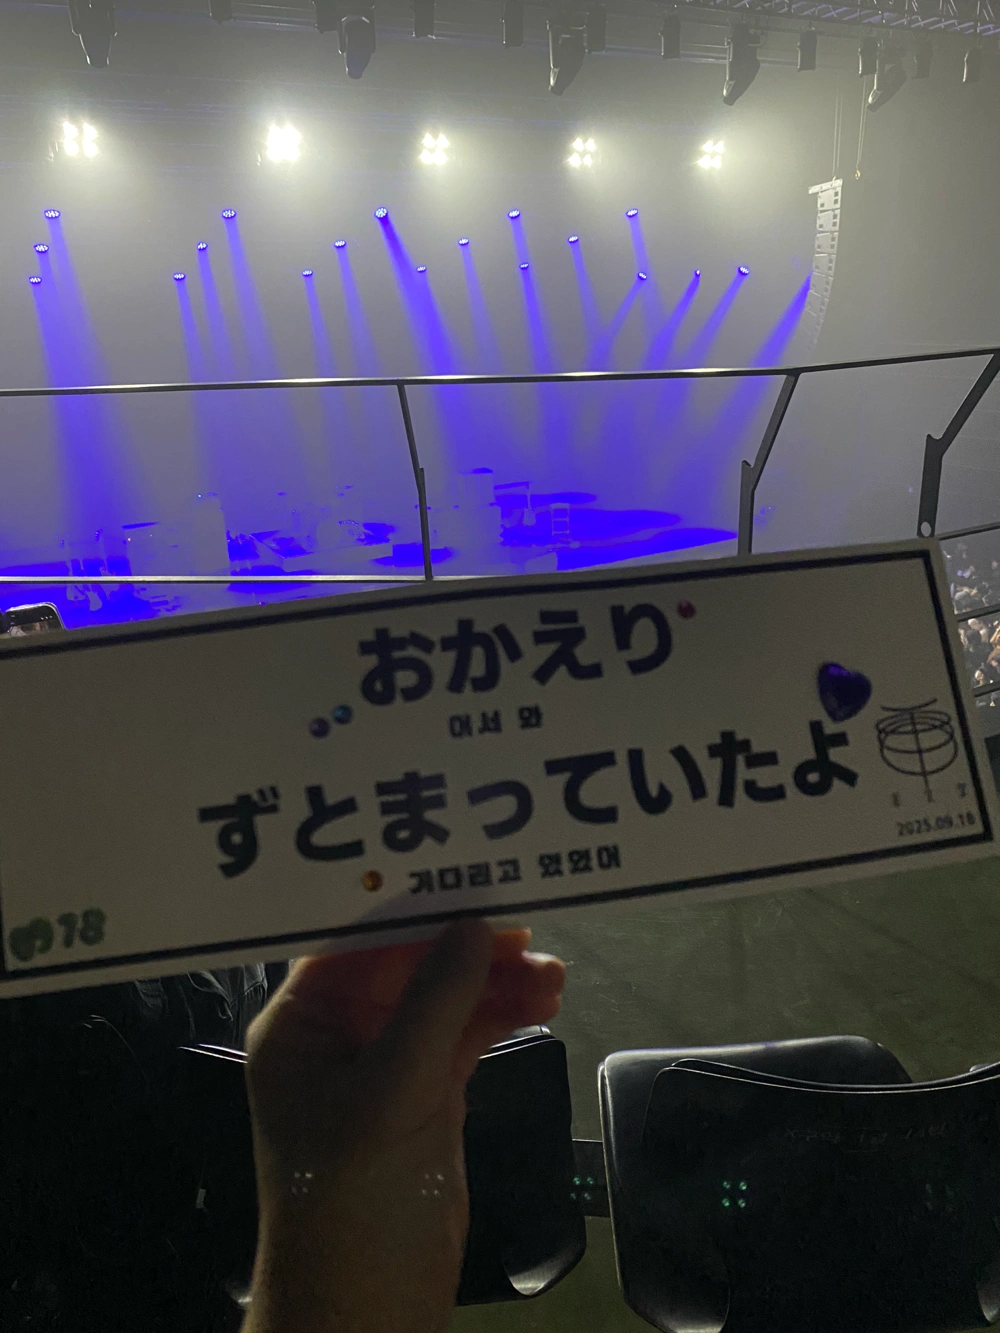 おかえり
어서 와
ずとまっていたよ
기다리고 있었어
2025.09.18